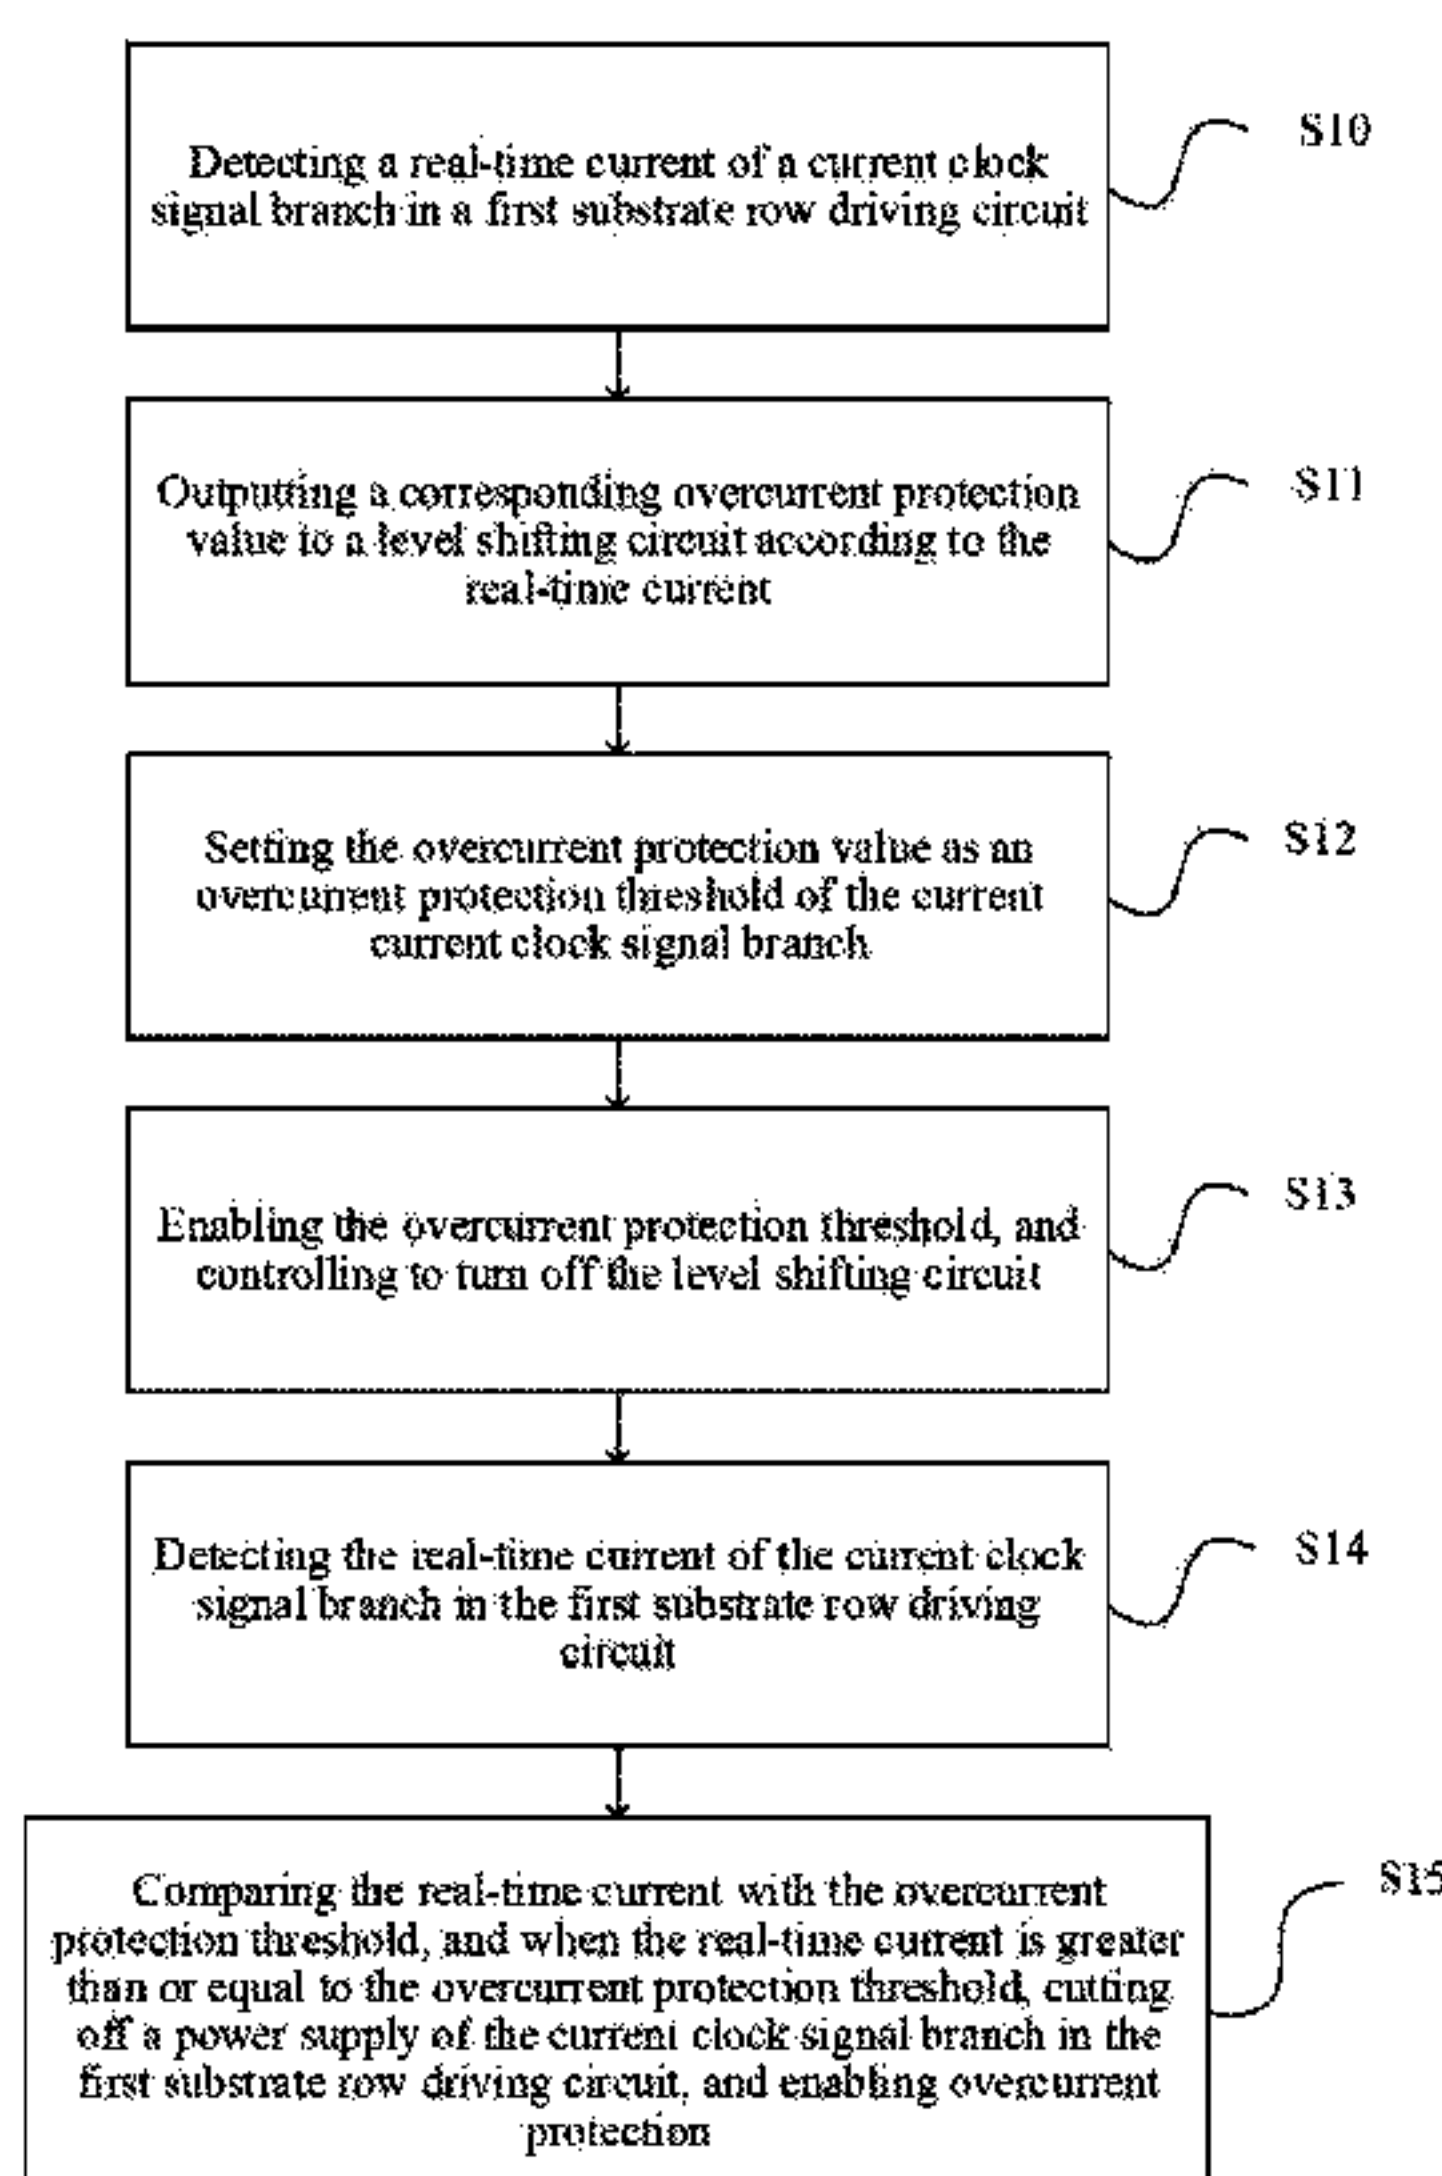 Detecting a real-time current of a current clock
signal branch in a first substrate row driving circuit
S10
Outputting a corresponding overcurrent protection
value to a level shifting circuit according to the
real-time current
S11
Setting the overcurrent protection value as an
overcurrent protection threshold of the current
current clock signal branch
S12
Enabling the overcurrent protection threshold, and
controlling to turn off the level shifting circuit
S13
Detecting the real-time current of the current clock
signal branch in the first substrate row driving
circuit
S14
Comparing the real-time current with the overcurrent
protection threshold, and when the real-time current is greater
than or equal to the overcurrent protection threshold, cutting
off a power supply of the current clock signal branch in the
first substrate row driving circuit, and enabling overcurrent
protection
S15